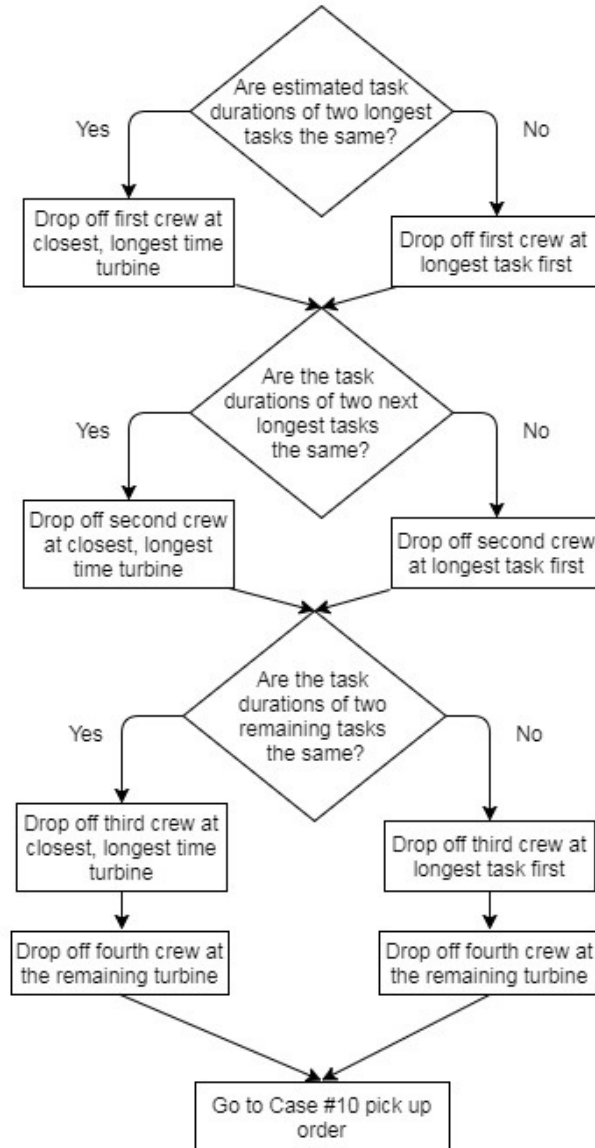 Are estimated task
durations of two longest
tasks the same?
Yes
No
Drop off first crew at
closest, longest time
turbine
Drop off first crew at
longest task first
Are the task
durations of two next
longest tasks
the same?
Yes
No
Drop off second crew
at closest, longest
time turbine
Drop off second crew
at longest task first
Are the task
durations of two
remaining tasks
the same?
Yes
No
Drop off third crew at
closest, longest time
turbine
Drop off third crew at
longest task first
Drop off fourth crew at
the remaining turbine
Drop off fourth crew at
the remaining turbine
Go to Case #10 pick up
order